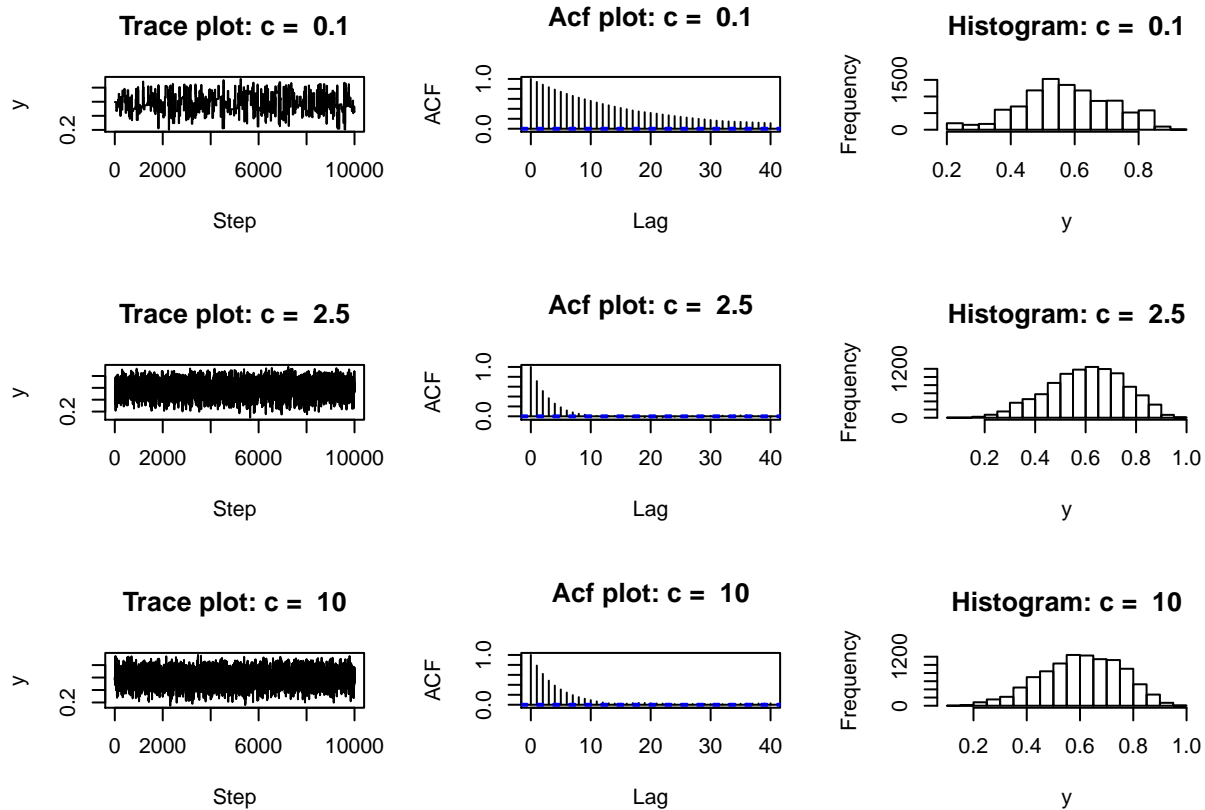 Trace plot: c =  0.1
y
0.2
0 2000 6000 10000
Step
Acf plot: c =  0.1
ACF
0.0 1.0
0 10 20 30 40
Lag
Histogram: c =  0.1
Frequency
0 1500
0.2 0.4 0.6 0.8
y
Trace plot: c =  2.5
y
0.2
0 2000 6000 10000
Step
Acf plot: c =  2.5
ACF
0.0 1.0
0 10 20 30 40
Lag
Histogram: c =  2.5
Frequency
0 1200
0.2 0.4 0.6 0.8 1.0
y
Trace plot: c =  10
y
0.2
0 2000 6000 10000
Step
Acf plot: c =  10
ACF
0.0 1.0
0 10 20 30 40
Lag
Histogram: c =  10
Frequency
0 1200
0.2 0.4 0.6 0.8 1.0
y